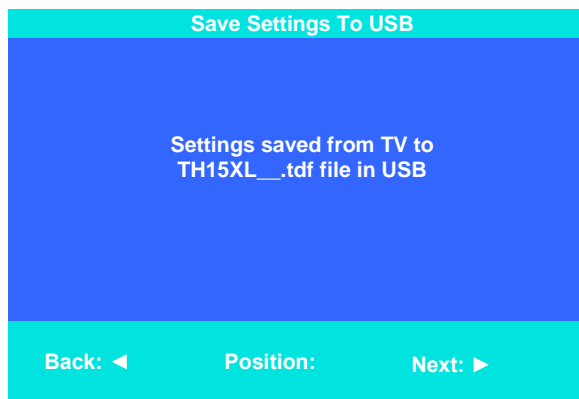 Save Settings To USB
Settings saved from TV to
TH15XL__.tdf file in USB
Back: ◄ Position: Next: ►